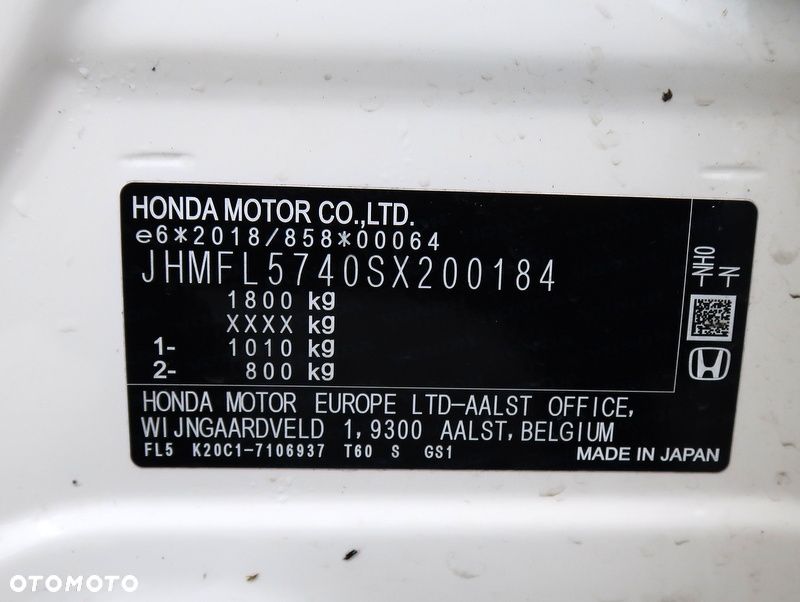 HONDA MOTOR CO.,LTD.
e6*2018/858*00064
JHMFL5740SX200184
1800 kg
XXXX kg
1- 1010 kg
2- 800 kg
-NH0
-N
HONDA MOTOR EUROPE LTD-AALST OFFICE,
WIJNGAARDVELD 1,9300 AALST,BELGIUM
FL5 K20C1-7106937 T60 S GS1
MADE IN JAPAN
OTOMOTO